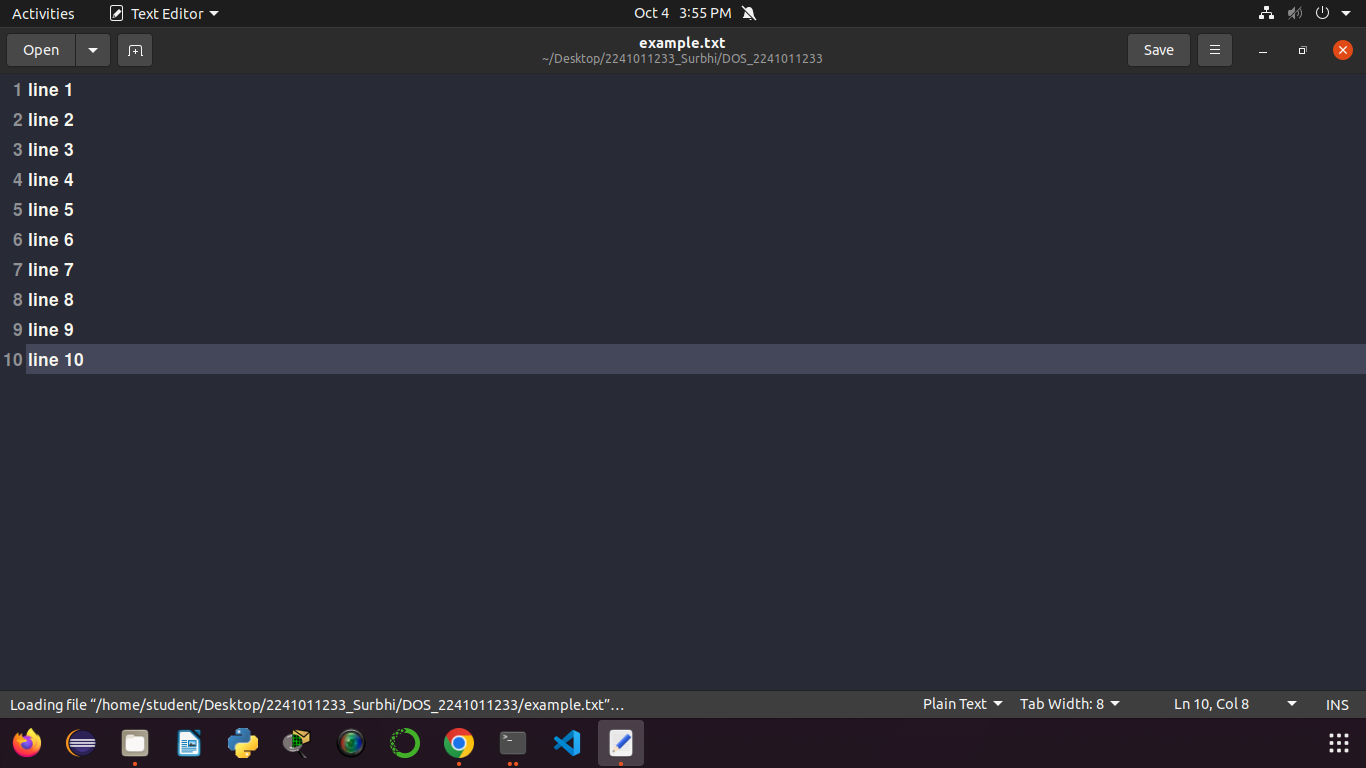 Activities
Text Editor
Oct 4 3:55 PM
Open
example.txt
~/Desktop/2241011233_Surbhi/DOS_2241011233
Save
1 line 1
2 line 2
3 line 3
4 line 4
5 line 5
6 line 6
7 line 7
8 line 8
9 line 9
10 line 10
Loading file “/home/student/Desktop/2241011233_Surbhi/DOS_2241011233/example.txt”…
Plain Text
Tab Width: 8
Ln 10, Col 8
INS